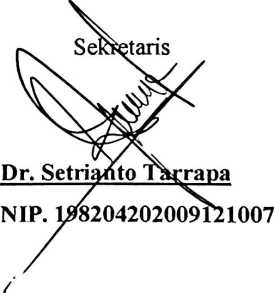 Sekretaris
Dr. Setrianto Tarrapa
NIP. 198204202009121007